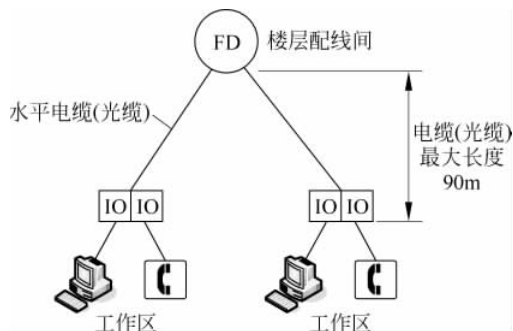 FD
楼层配线间
水平电缆(光缆)
电缆(光缆)
最大长度
90m
IO IO
IO IO
工作区
工作区